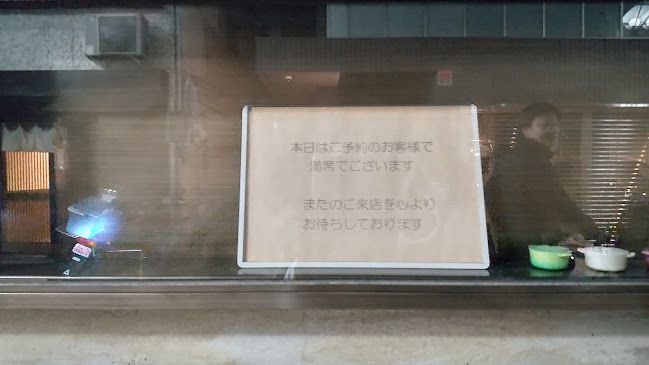 本日はご予約のお客様で
満席でございます
またのご来店を心より
お待ちしております